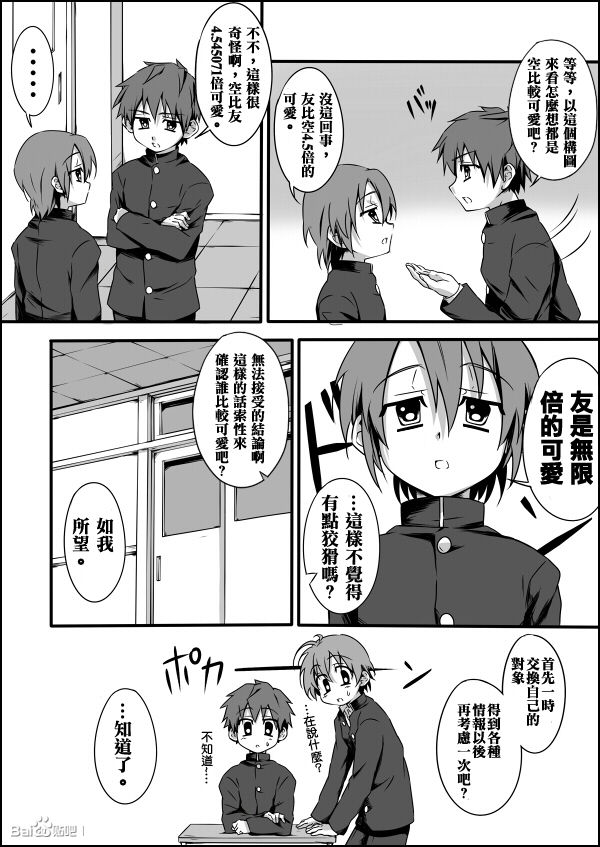 等等，以這個構圖
來看怎麼想都是
空比較可愛吧？
沒這回事，
友比空4.5倍的
可愛。
不不，這樣很
奇怪啊，空比友
4.545071倍可愛。
・・・・・
友是無限
倍的可愛
…這樣不覺得
有點狡猾嗎？
ド
ー
ン
無法接受的結論啊
這樣的話索性來
確認誰比較可愛吧？
如我
所望。
首先一時
交換自己的
對象
得到各種
情報以後
再考慮一次吧？
…在說什麼？
ポカー
不知道…
…知道了。
Bai 贴吧